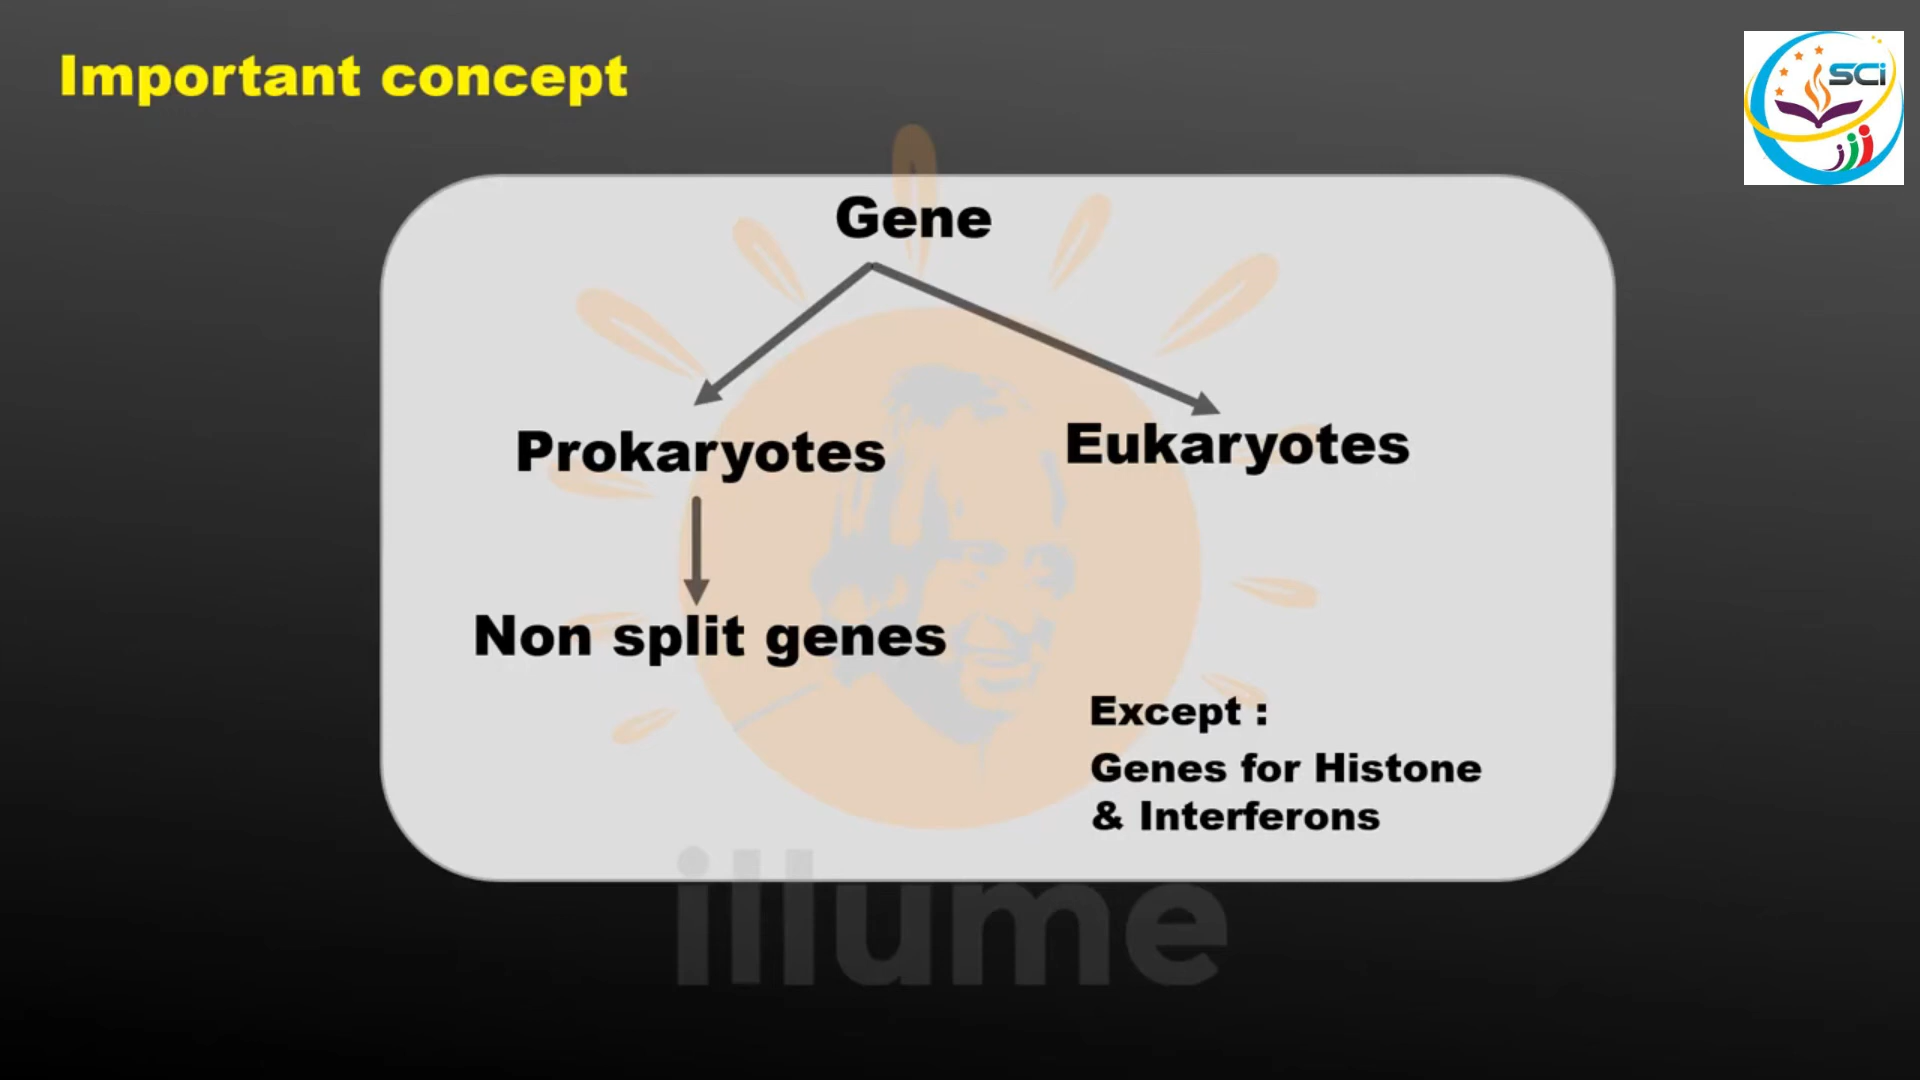 Important concept
SCi
Gene
Prokaryotes
Eukaryotes
Non split genes
Except :
Genes for Histone
& Interferons
illume